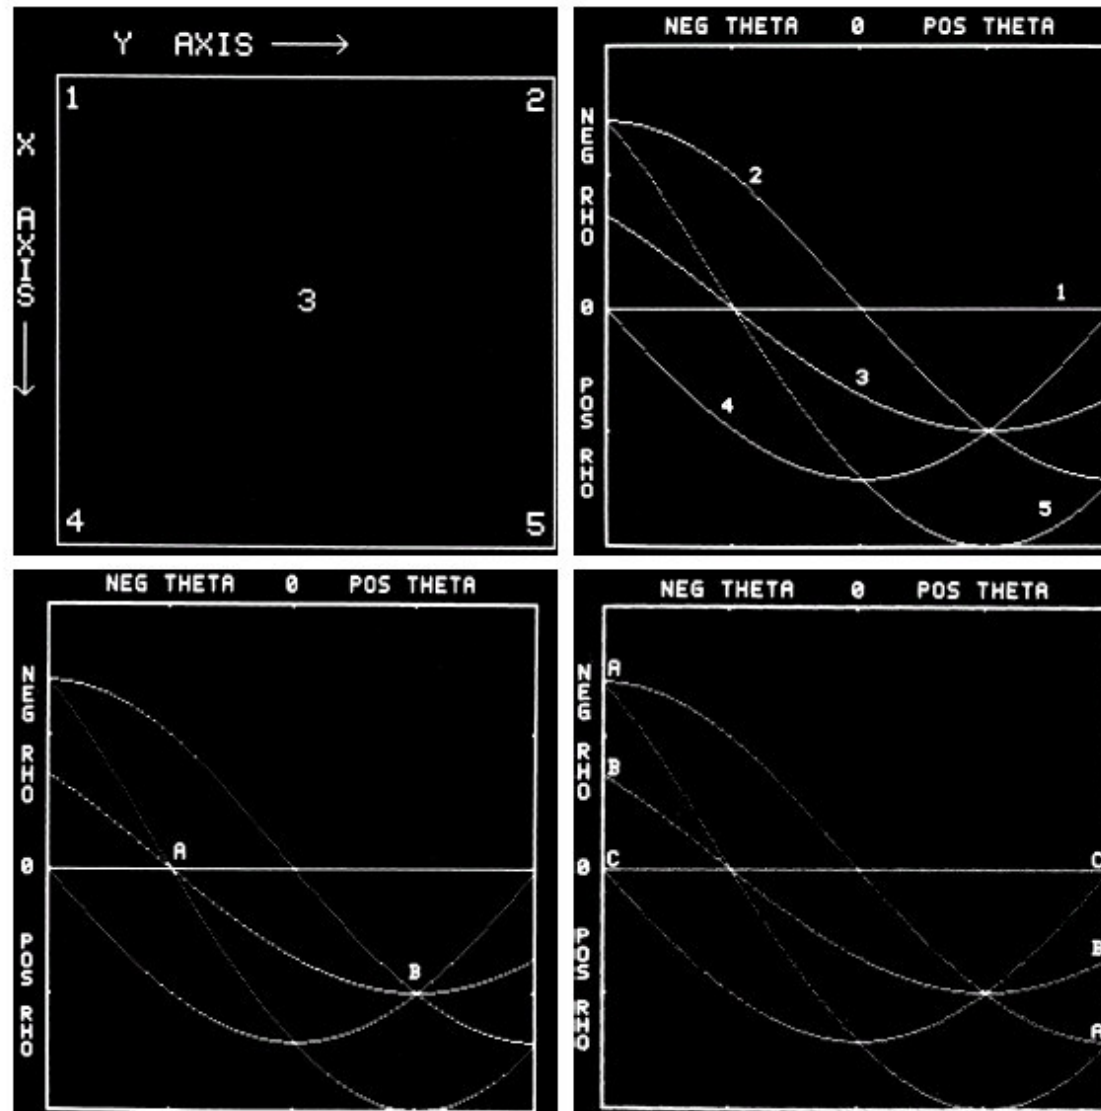 Y AXIS
1
2
X AXIS
3
4
5
NEG THETA 0 POS THETA
NEG RHO
0
POS RHO
2
1
3
4
5
NEG THETA 0 POS THETA
NEG RHO
0
POS RHO
A
B
NEG THETA 0 POS THETA
NEG RHO
0
POS RHO
A
B
C
C
B
A